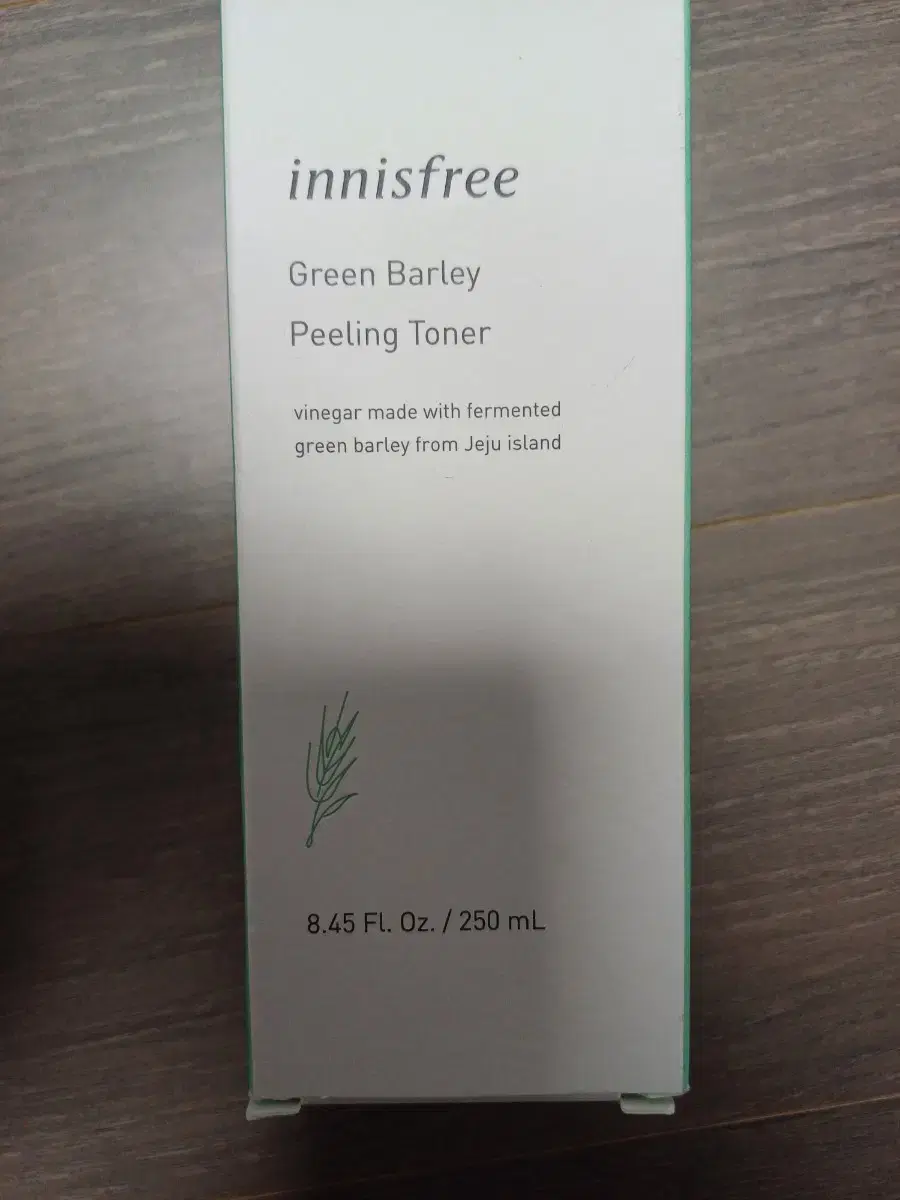 innisfree
Green Barley
Peeling Toner
vinegar made with fermented
green barley from Jeju island
8.45 Fl. Oz. / 250 mL